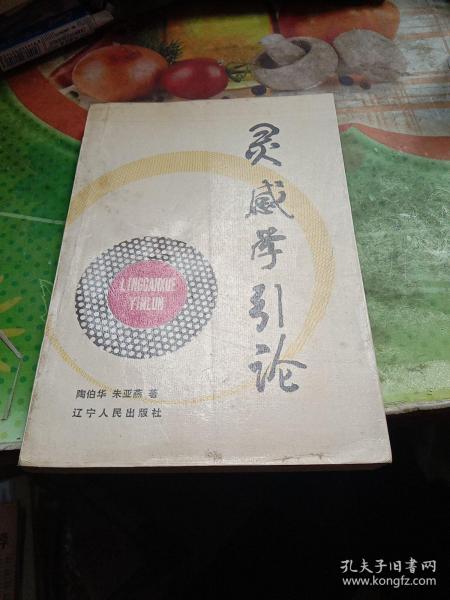 灵感学引论
LINGGANXUE
YINLUN
陶伯华 朱亚燕 著
辽宁人民出版社
孔夫子旧书网
www.kongfz.com